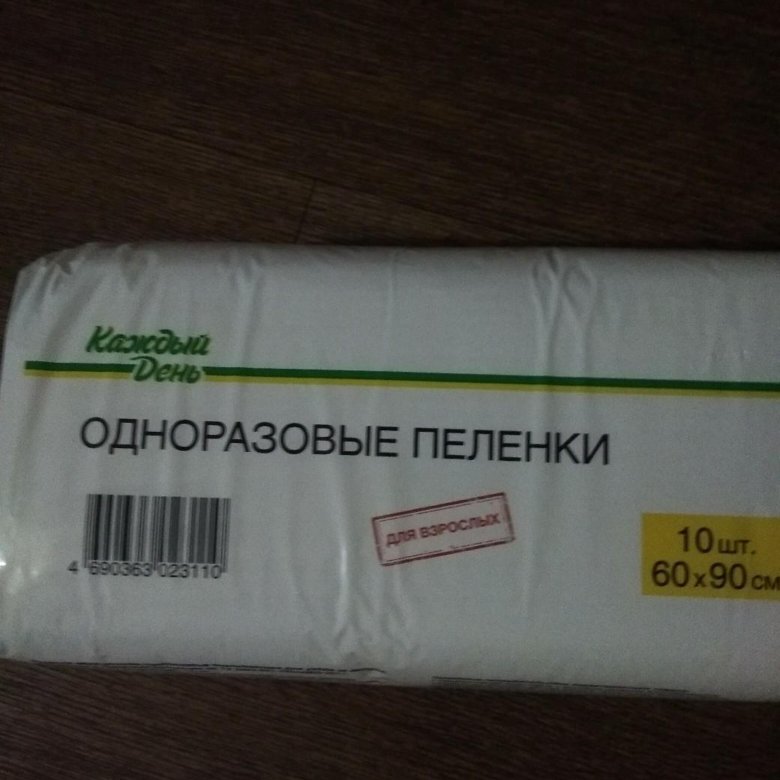 Каждый
День
ОДНОРАЗОВЫЕ ПЕЛЕНКИ
4 690363 023110
ДЛЯ ВЗРОСЛЫХ
10 шт.
60 x 90 см